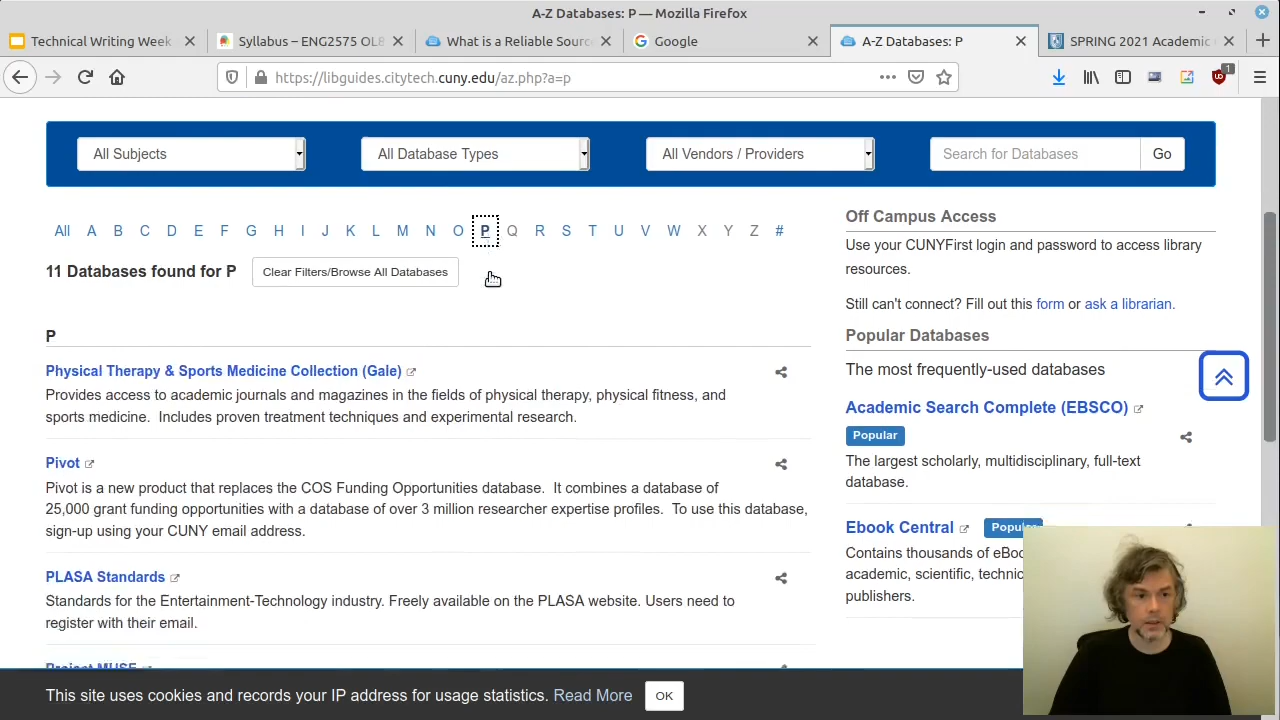 A-Z Databases: P — Mozilla Firefox
Technical Writing Week
Syllabus – ENG2575 OL8
What is a Reliable Source
Google
A-Z Databases: P
SPRING 2021 Academic
https://libguides.citytech.cuny.edu/az.php?a=p
1
All Subjects
All Database Types
All Vendors / Providers
Search for Databases
Go
All A B C D E F G H I J K L M N O P Q R S T U V W X Y Z #
11 Databases found for P
Clear Filters/Browse All Databases
P
Physical Therapy & Sports Medicine Collection (Gale)
Provides access to academic journals and magazines in the fields of physical therapy, physical fitness, and
sports medicine. Includes proven treatment techniques and experimental research.
Pivot
Pivot is a new product that replaces the COS Funding Opportunities database. It combines a database of
25,000 grant funding opportunities with a database of over 3 million researcher expertise profiles. To use this database,
sign-up using your CUNY email address.
PLASA Standards
Standards for the Entertainment-Technology industry. Freely available on the PLASA website. Users need to
register with their email.
Project MUSE
Off Campus Access
Use your CUNYFirst login and password to access library
resources.
Still can't connect? Fill out this form or ask a librarian.
Popular Databases
The most frequently-used databases
Academic Search Complete (EBSCO)
Popular
The largest scholarly, multidisciplinary, full-text
database.
Ebook Central
Popular
Contains thousands of eBoo
academic, scientific, technic
publishers.
This site uses cookies and records your IP address for usage statistics. Read More
OK